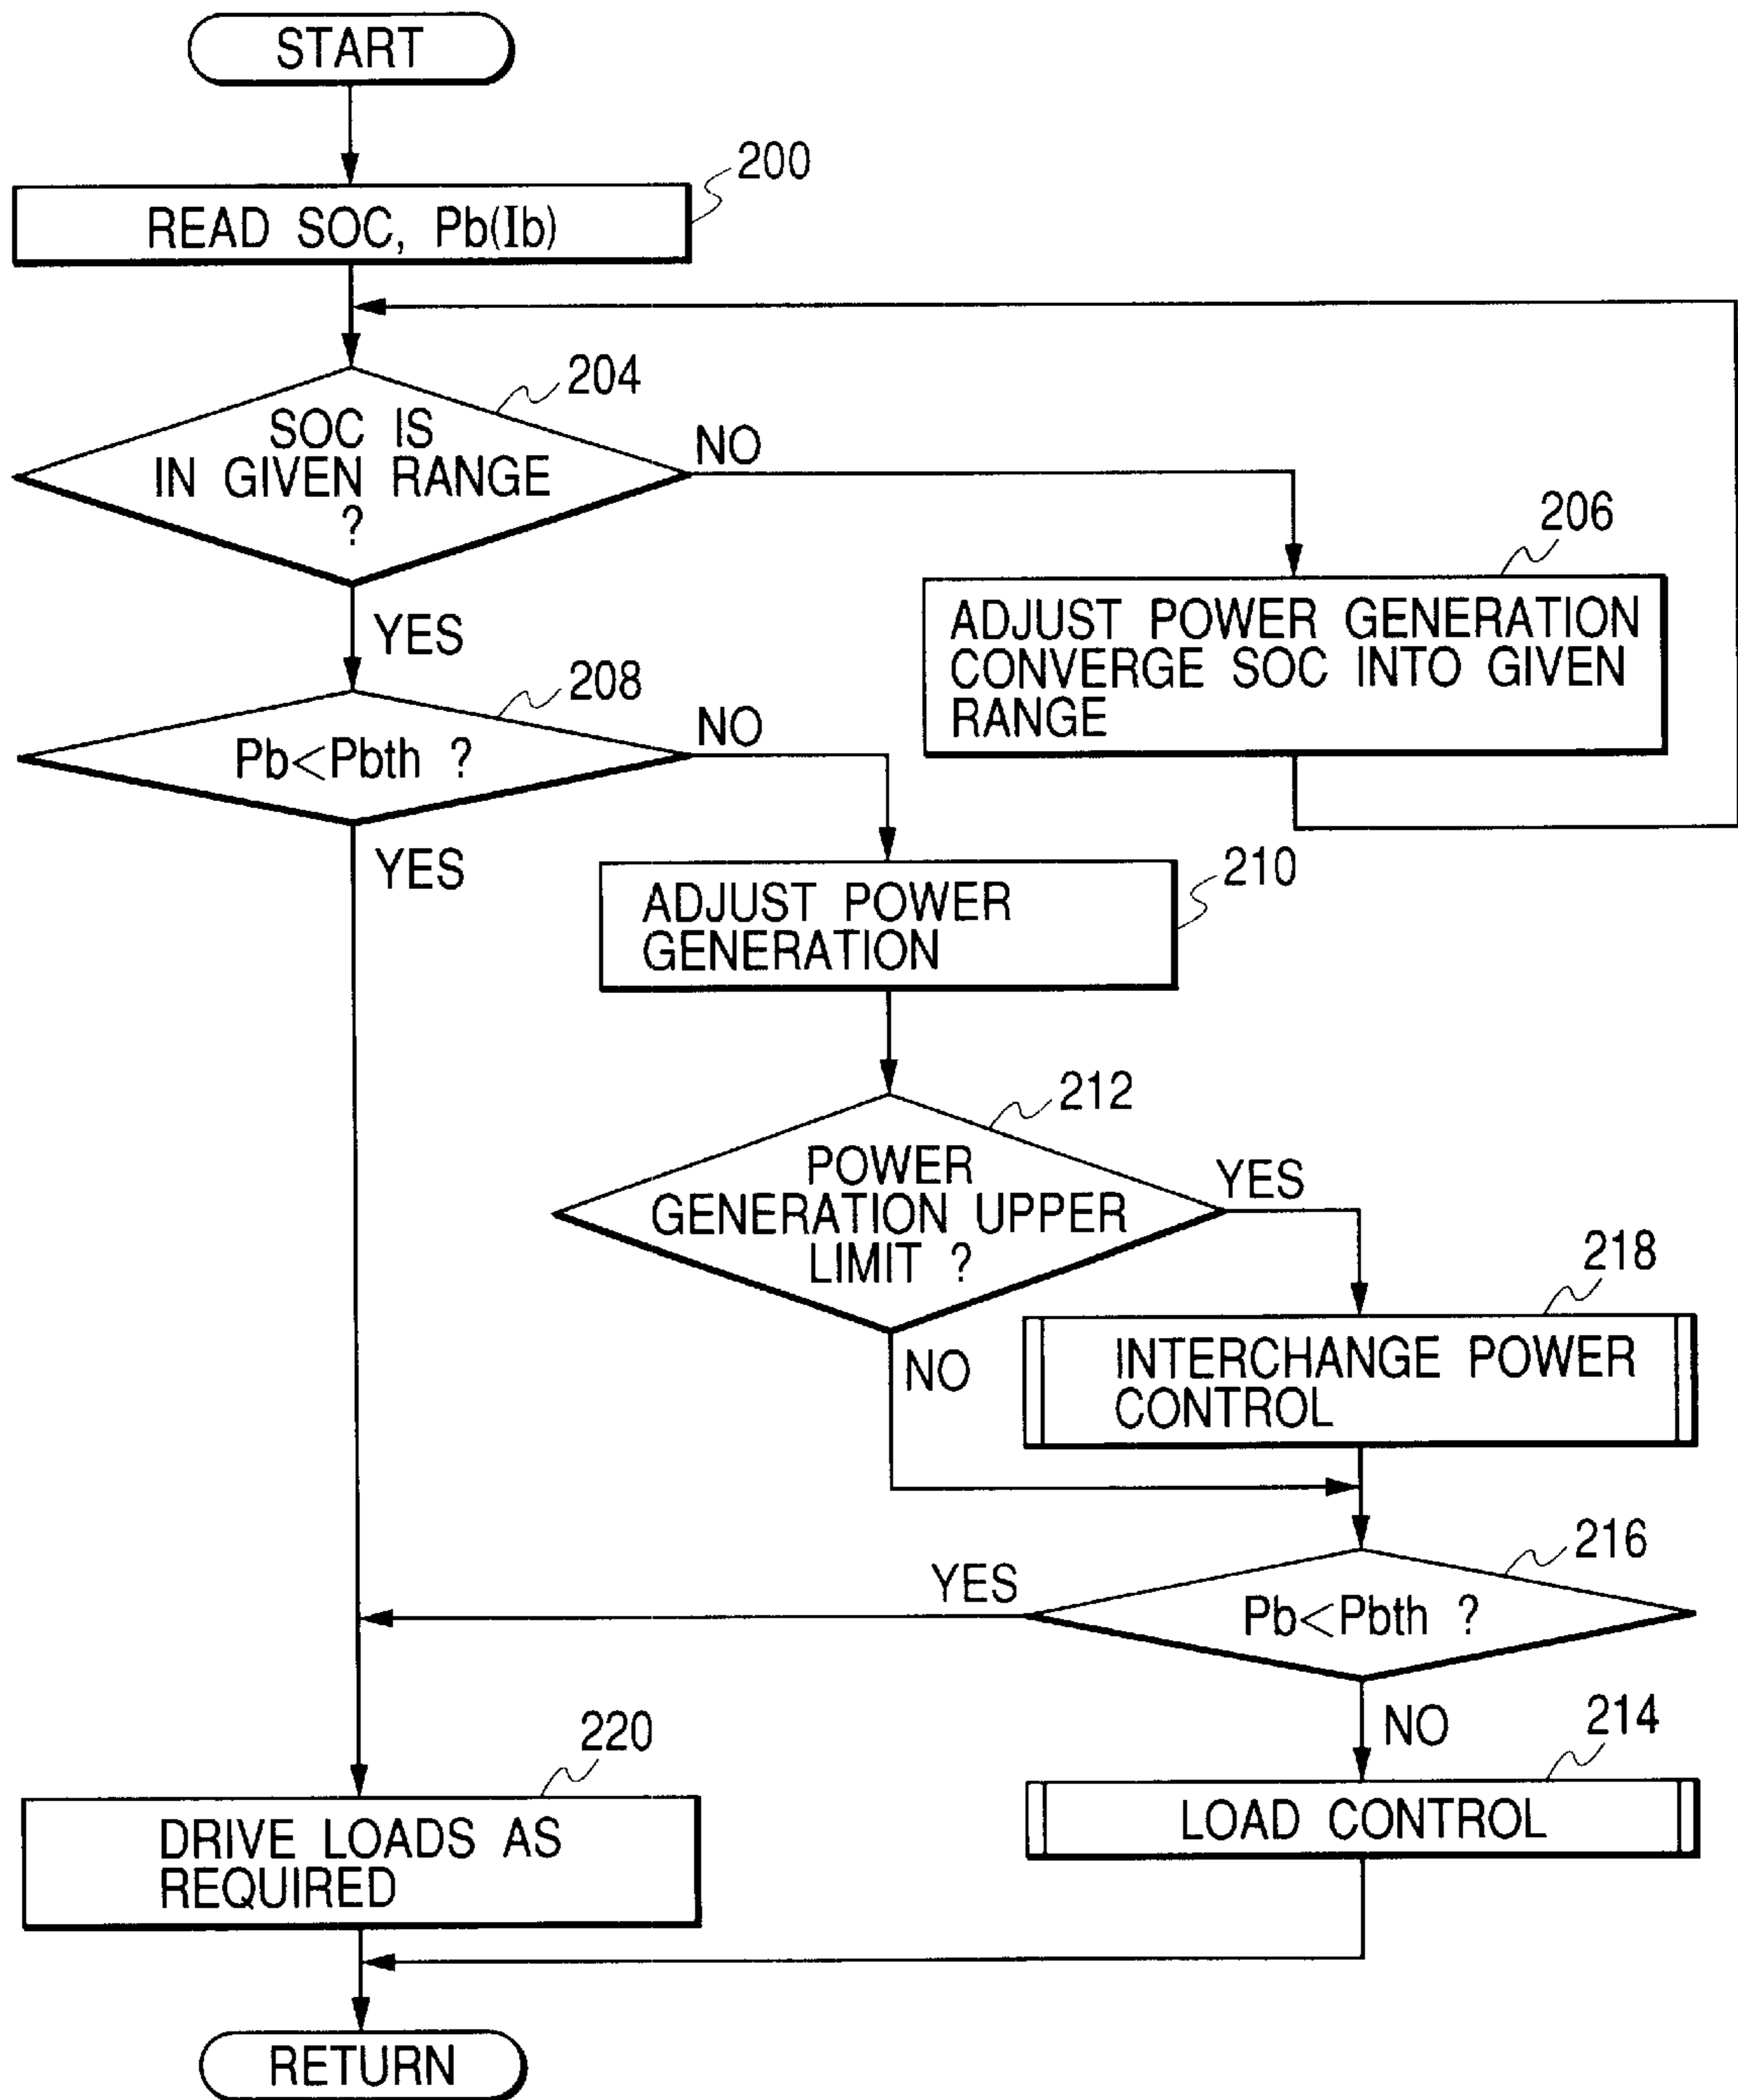 START
200
READ SOC, Pb(Ib)
204
SOC IS
IN GIVEN RANGE
?
NO
206
ADJUST POWER GENERATION
CONVERGE SOC INTO GIVEN
RANGE
YES
208
Pb<Pbth ?
NO
YES
210
ADJUST POWER
GENERATION
212
POWER
GENERATION UPPER
LIMIT ?
YES
218
INTERCHANGE POWER
CONTROL
NO
216
Pb<Pbth ?
YES
NO
214
LOAD CONTROL
220
DRIVE LOADS AS
REQUIRED
RETURN